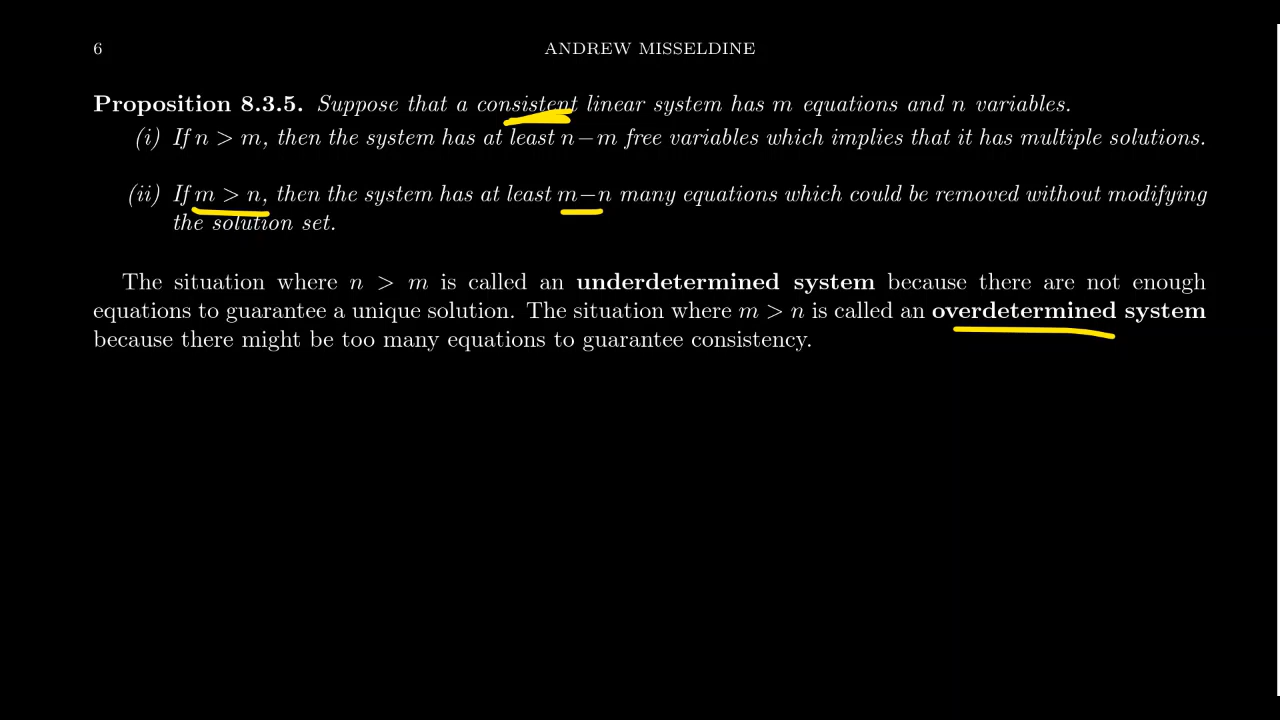 6
ANDREW MISSELDINE
Proposition 8.3.5. Suppose that a consistent linear system has m equations and n variables.
(i) If n > m, then the system has at least n−m free variables which implies that it has multiple solutions.
(ii) If m > n, then the system has at least m−n many equations which could be removed without modifying
the solution set.
The situation where n > m is called an underdetermined system because there are not enough
equations to guarantee a unique solution. The situation where m > n is called an overdetermined system
because there might be too many equations to guarantee consistency.